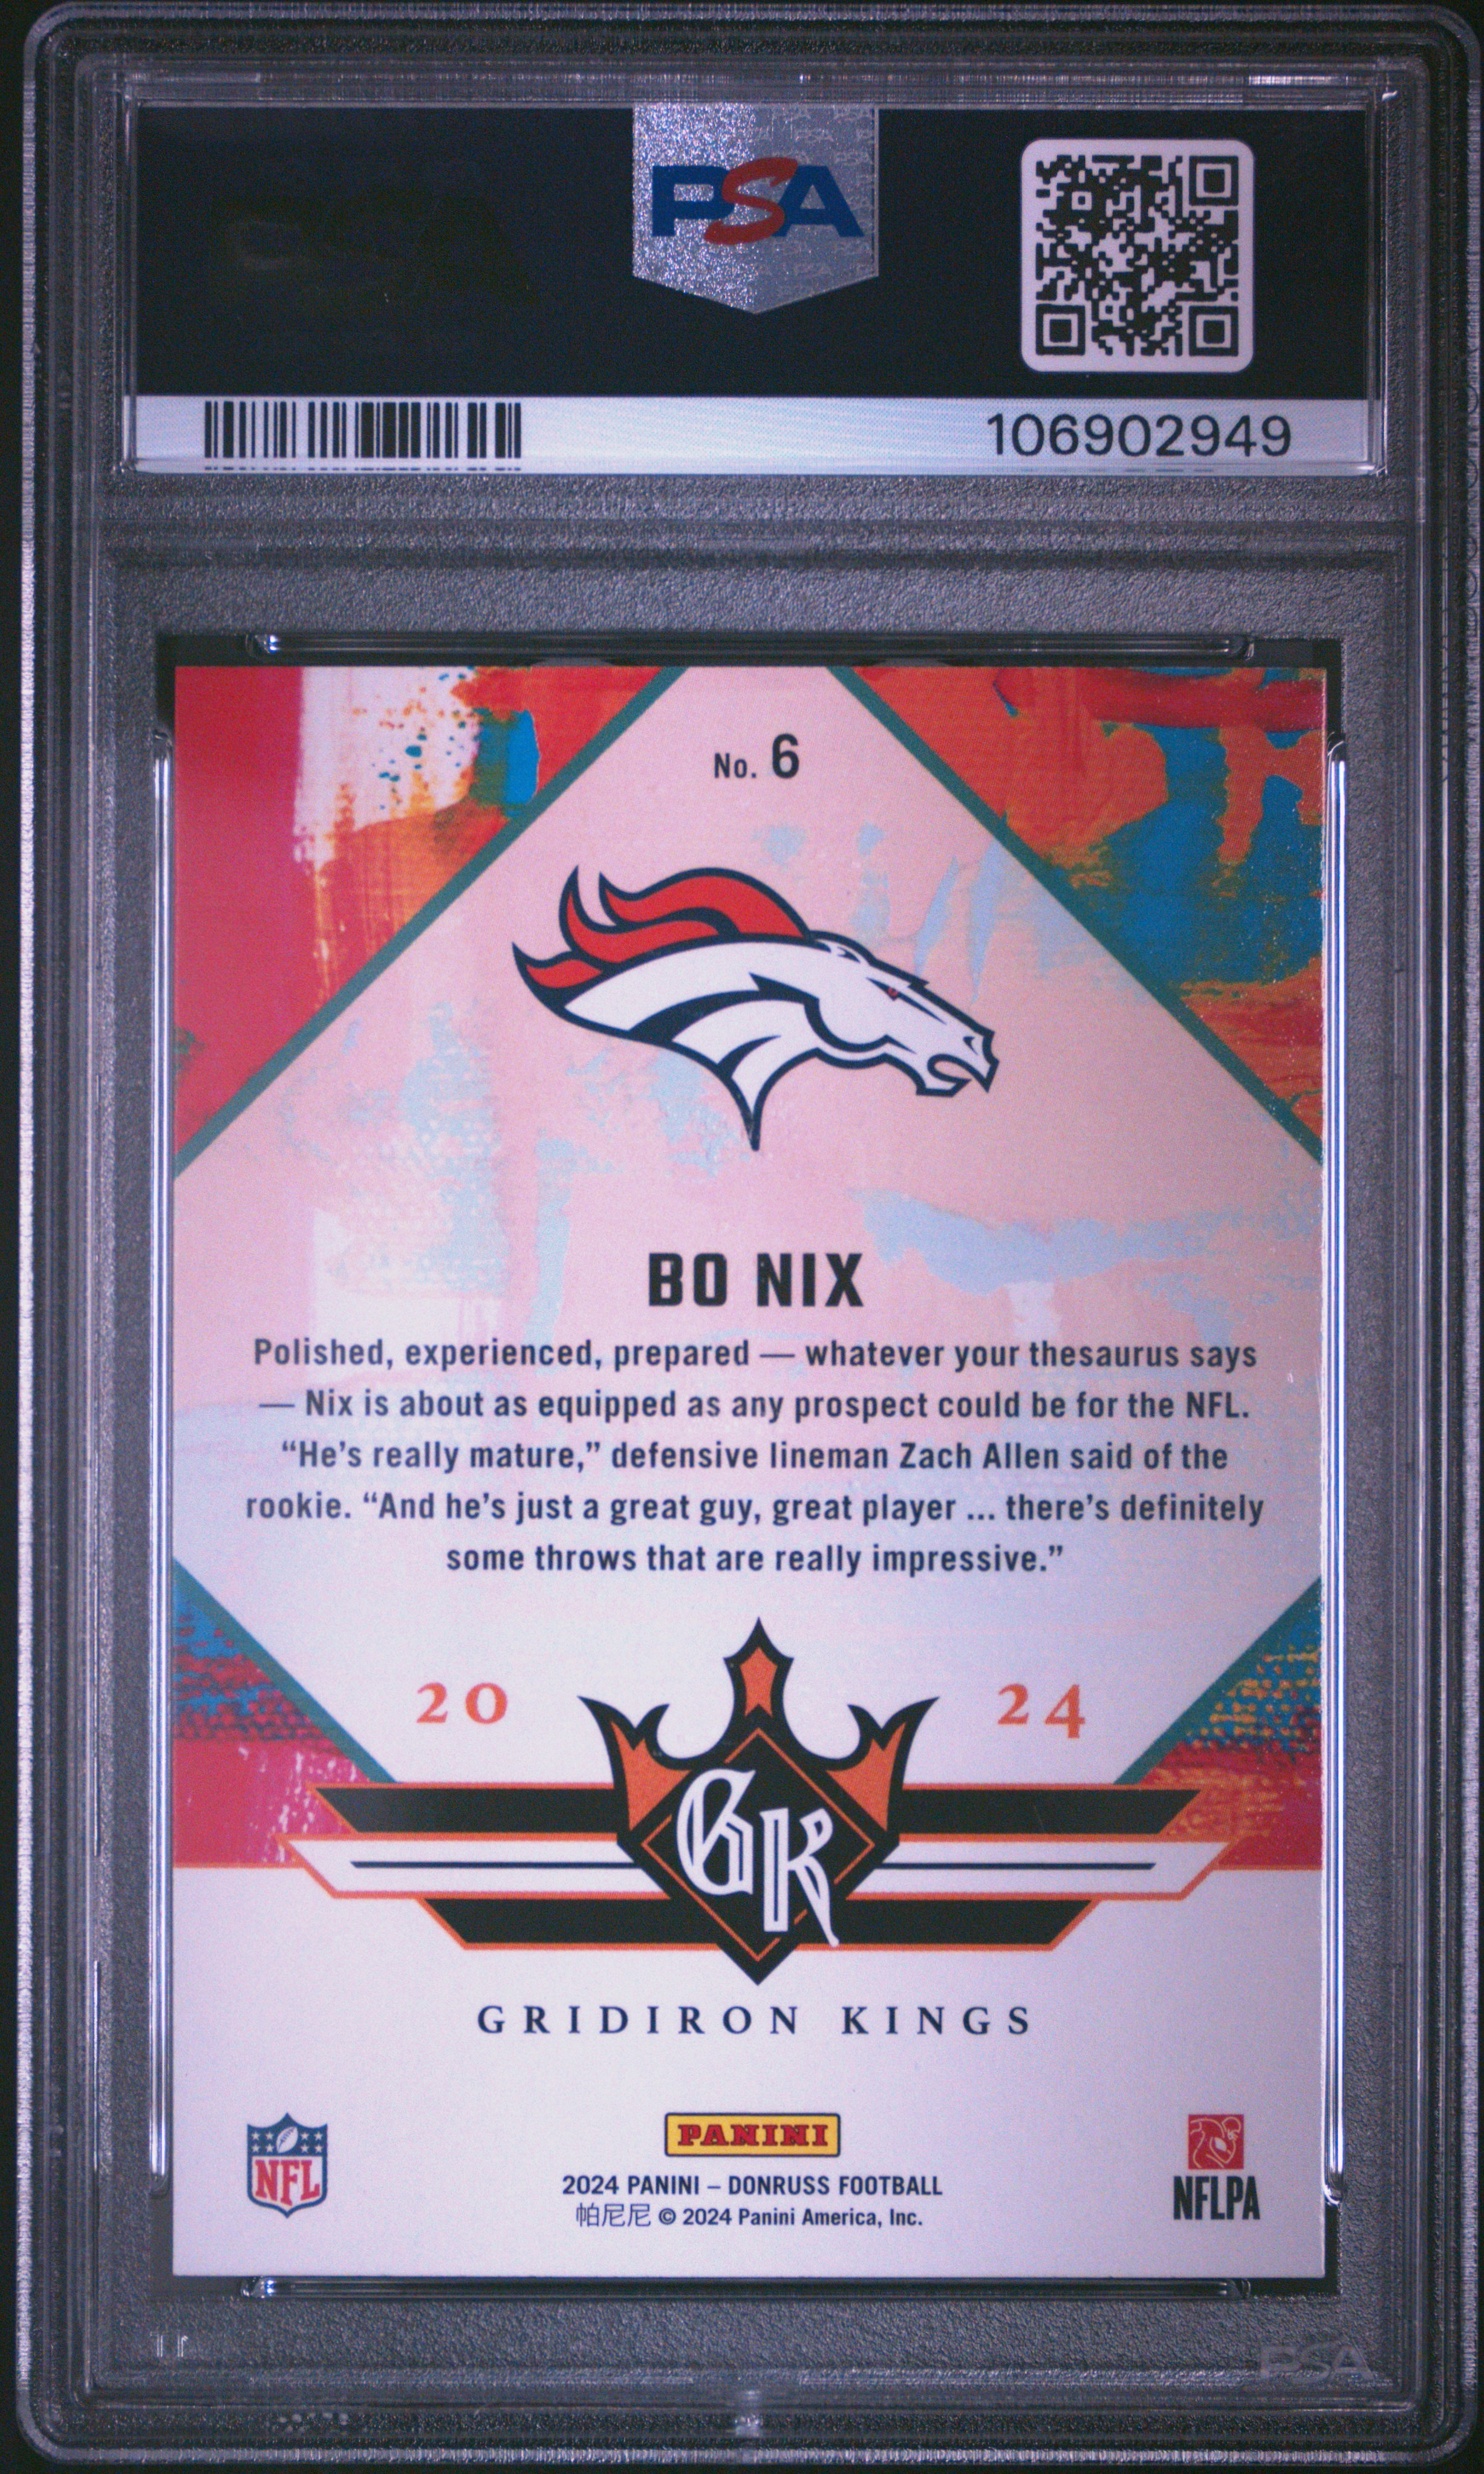 PSA
106902949
No. 6
BO NIX
Polished, experienced, prepared — whatever your thesaurus says
— Nix is about as equipped as any prospect could be for the NFL.
“He’s really mature,” defensive lineman Zach Allen said of the
rookie. “And he’s just a great guy, great player ... there’s definitely
some throws that are really impressive.”
20 24
GK
GRIDIRON KINGS
NFL
PANINI
NFLPA
2024 PANINI – DONRUSS FOOTBALL
帕尼尼 © 2024 Panini America, Inc.
PSA